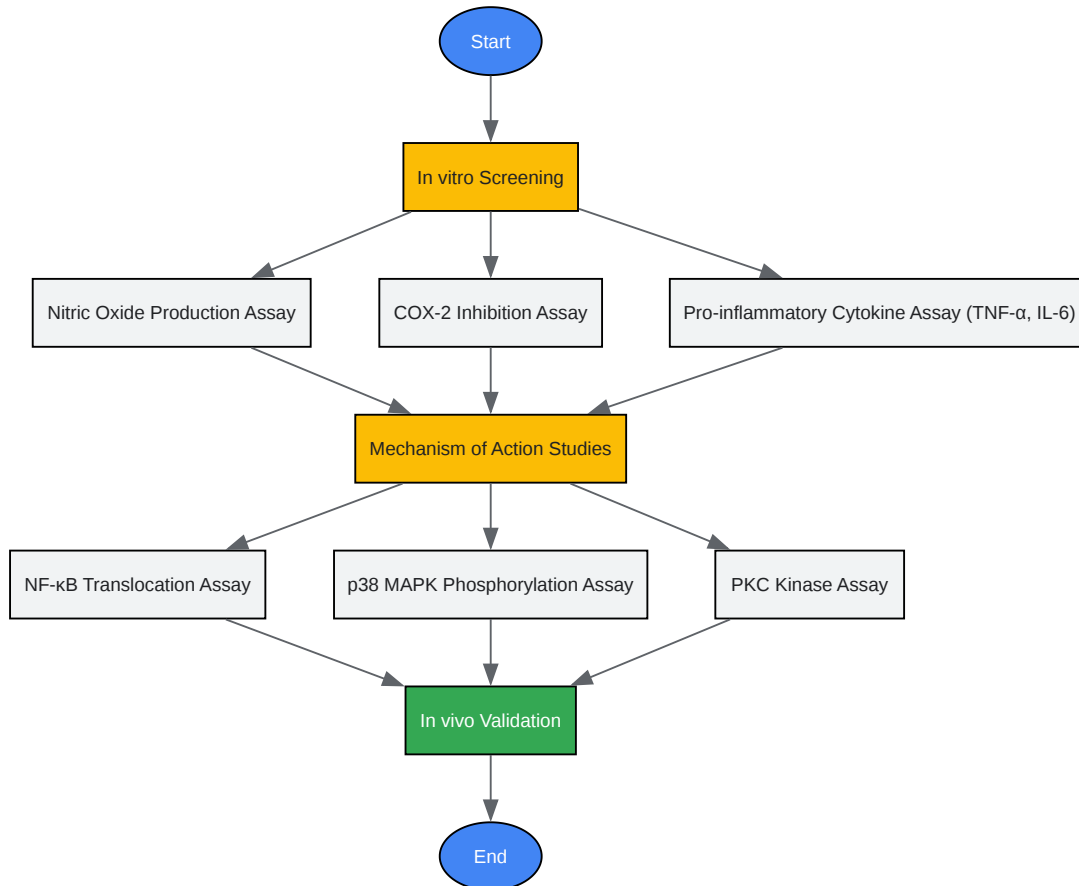 Start
In vitro Screening
Nitric Oxide Production Assay
COX-2 Inhibition Assay
Pro-inflammatory Cytokine Assay (TNF-α, IL-6)
Mechanism of Action Studies
NF-κB Translocation Assay
p38 MAPK Phosphorylation Assay
PKC Kinase Assay
In vivo Validation
End